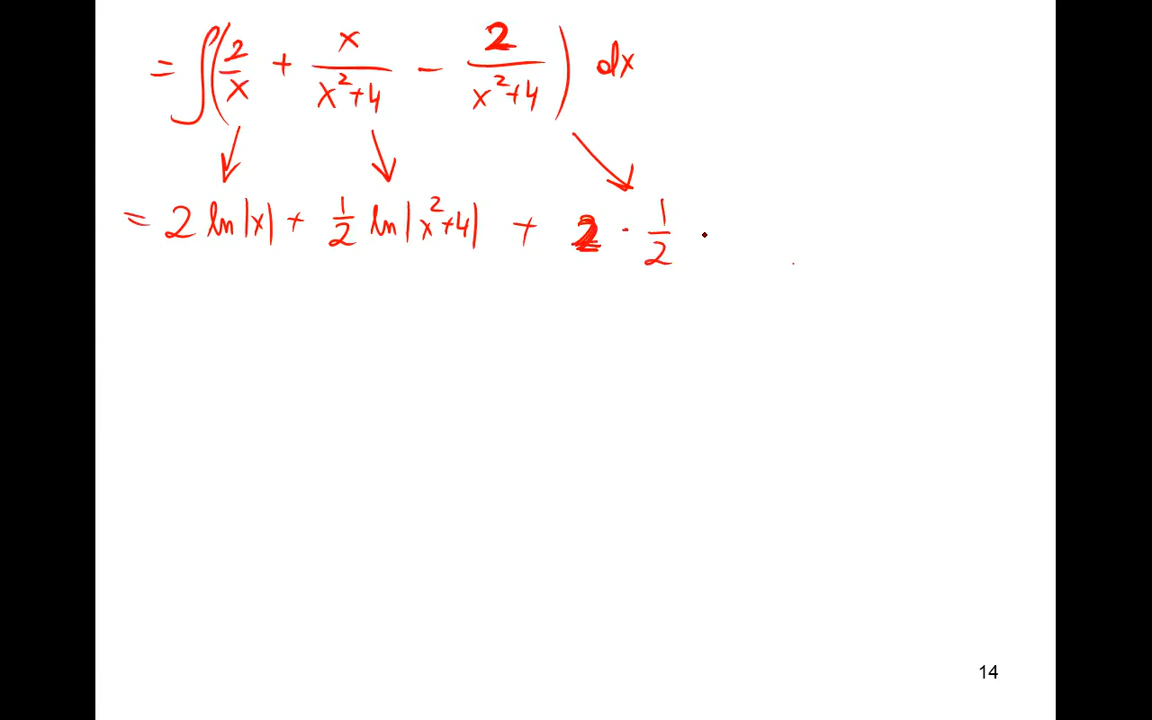 = ∫(2/x + x/(x²+4) − 2/(x²+4)) dx
= 2 ln|x| + 1/2 ln|x²+4| + 2 · 1/2 ·
14